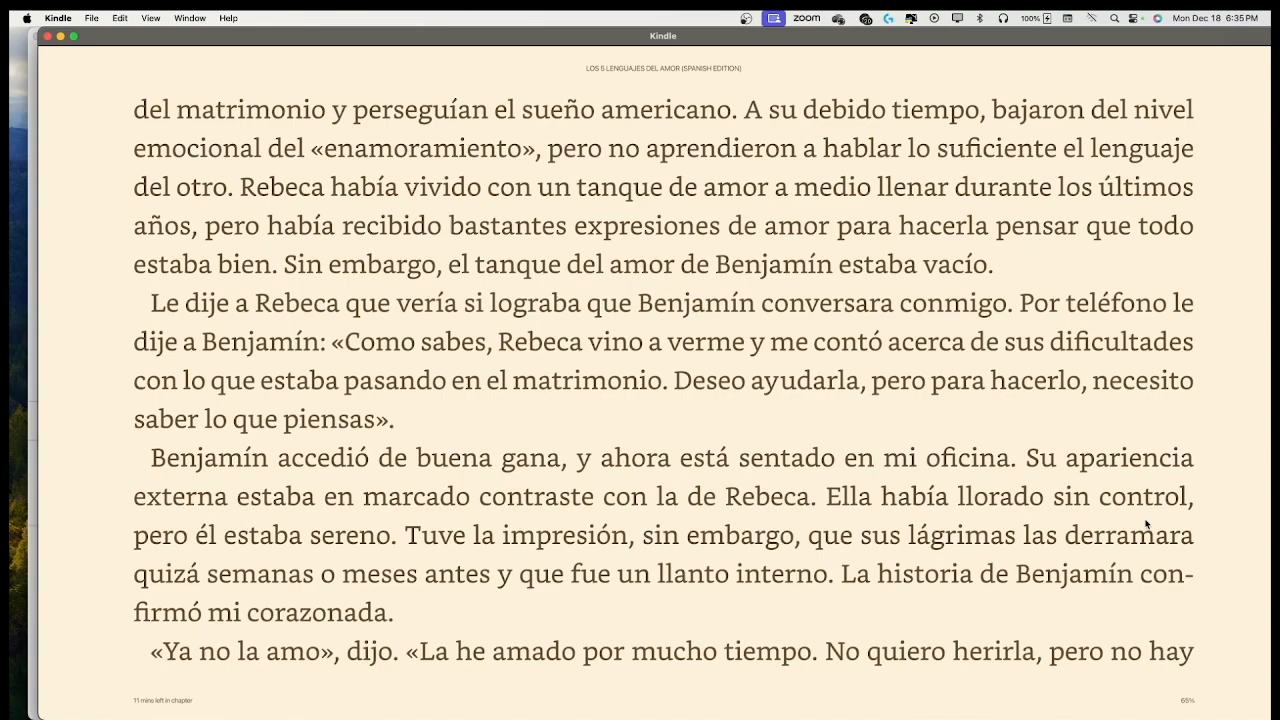 Kindle File Edit View Window Help zoom 100% Mon Dec 18 6:35 PM
Kindle
LOS 5 LENGUAJES DEL AMOR (SPANISH EDITION)
del matrimonio y perseguían el sueño americano. A su debido tiempo, bajaron del nivel
emocional del «enamoramiento», pero no aprendieron a hablar lo suficiente el lenguaje
del otro. Rebeca había vivido con un tanque de amor a medio llenar durante los últimos
años, pero había recibido bastantes expresiones de amor para hacerla pensar que todo
estaba bien. Sin embargo, el tanque del amor de Benjamín estaba vacío.
Le dije a Rebeca que vería si lograba que Benjamín conversara conmigo. Por teléfono le
dije a Benjamín: «Como sabes, Rebeca vino a verme y me contó acerca de sus dificultades
con lo que estaba pasando en el matrimonio. Deseo ayudarla, pero para hacerlo, necesito
saber lo que piensas».
Benjamín accedió de buena gana, y ahora está sentado en mi oficina. Su apariencia
externa estaba en marcado contraste con la de Rebeca. Ella había llorado sin control,
pero él estaba sereno. Tuve la impresión, sin embargo, que sus lágrimas las derramara
quizá semanas o meses antes y que fue un llanto interno. La historia de Benjamín con-
firmó mi corazonada.
«Ya no la amo», dijo. «La he amado por mucho tiempo. No quiero herirla, pero no hay
11 mins left in chapter 65%